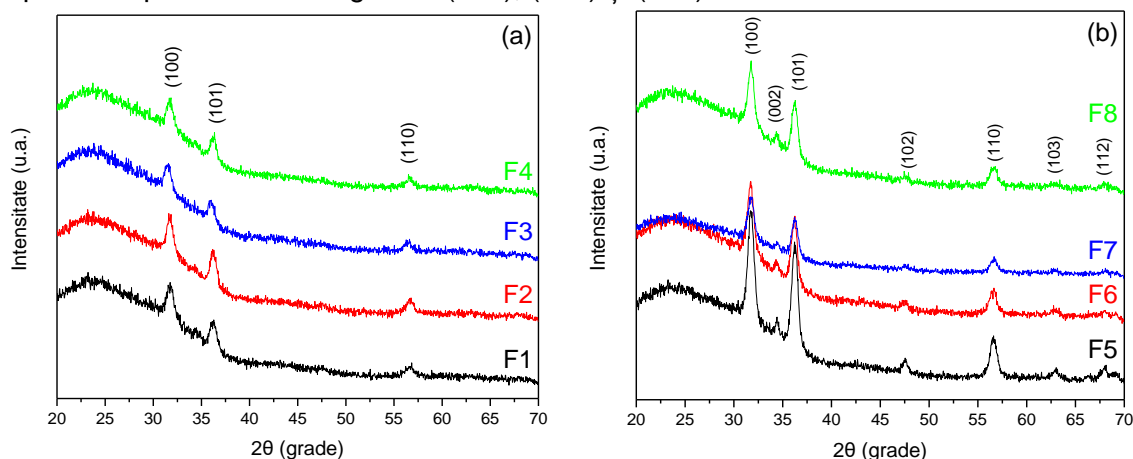 (a)
(100)
(101)
(110)
F4
F3
F2
F1
Intensitate (u.a.)
20 25 30 35 40 45 50 55 60 65 70
2θ (grade)
(b)
(100)
(002)
(101)
(102)
(110)
(103)
(112)
F8
F7
F6
F5
Intensitate (u.a.)
20 25 30 35 40 45 50 55 60 65 70
2θ (grade)